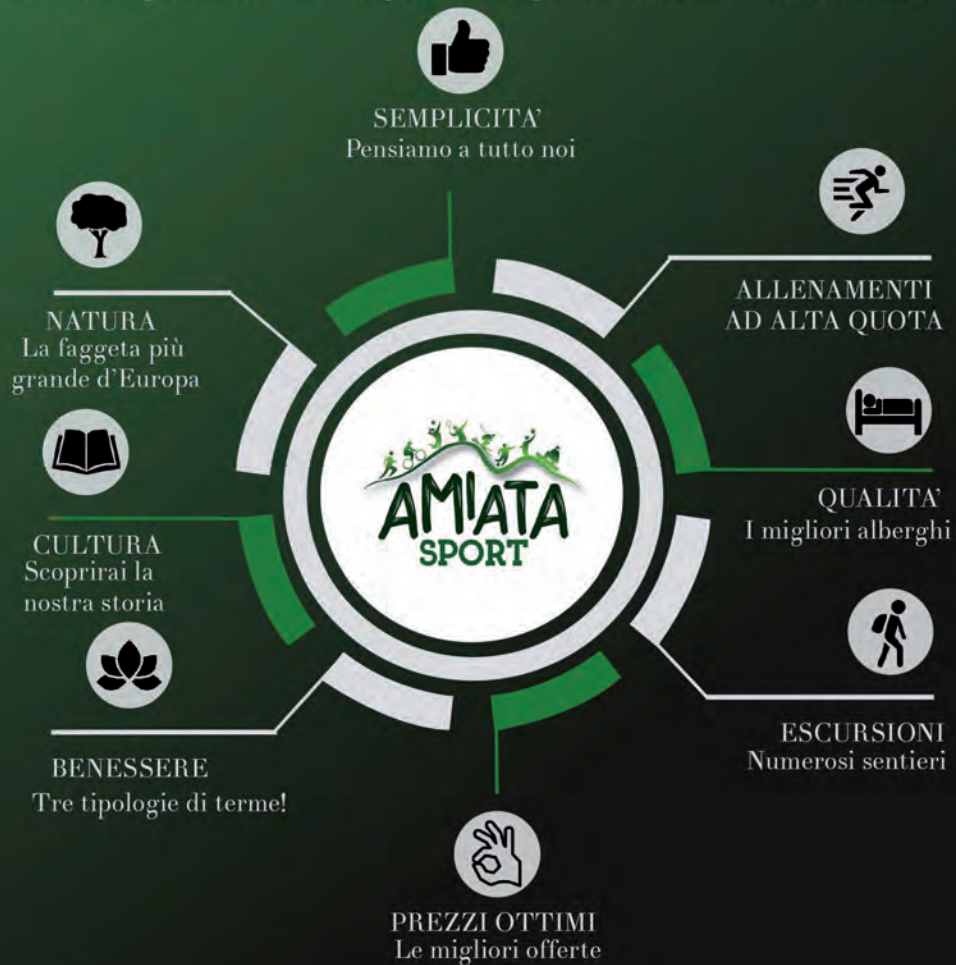 SEMPLICITA'
Pensiamo a tutto noi
ALLENAMENTI
AD ALTA QUOTA
NATURA
La faggeta più
grande d'Europa
QUALITA'
I migliori alberghi
CULTURA
Scoprirai la
nostra storia
AMIATA
SPORT
ESCURSIONI
Numerosi sentieri
BENESSERE
Tre tipologie di terme!
PREZZI OTTIMI
Le migliori offerte